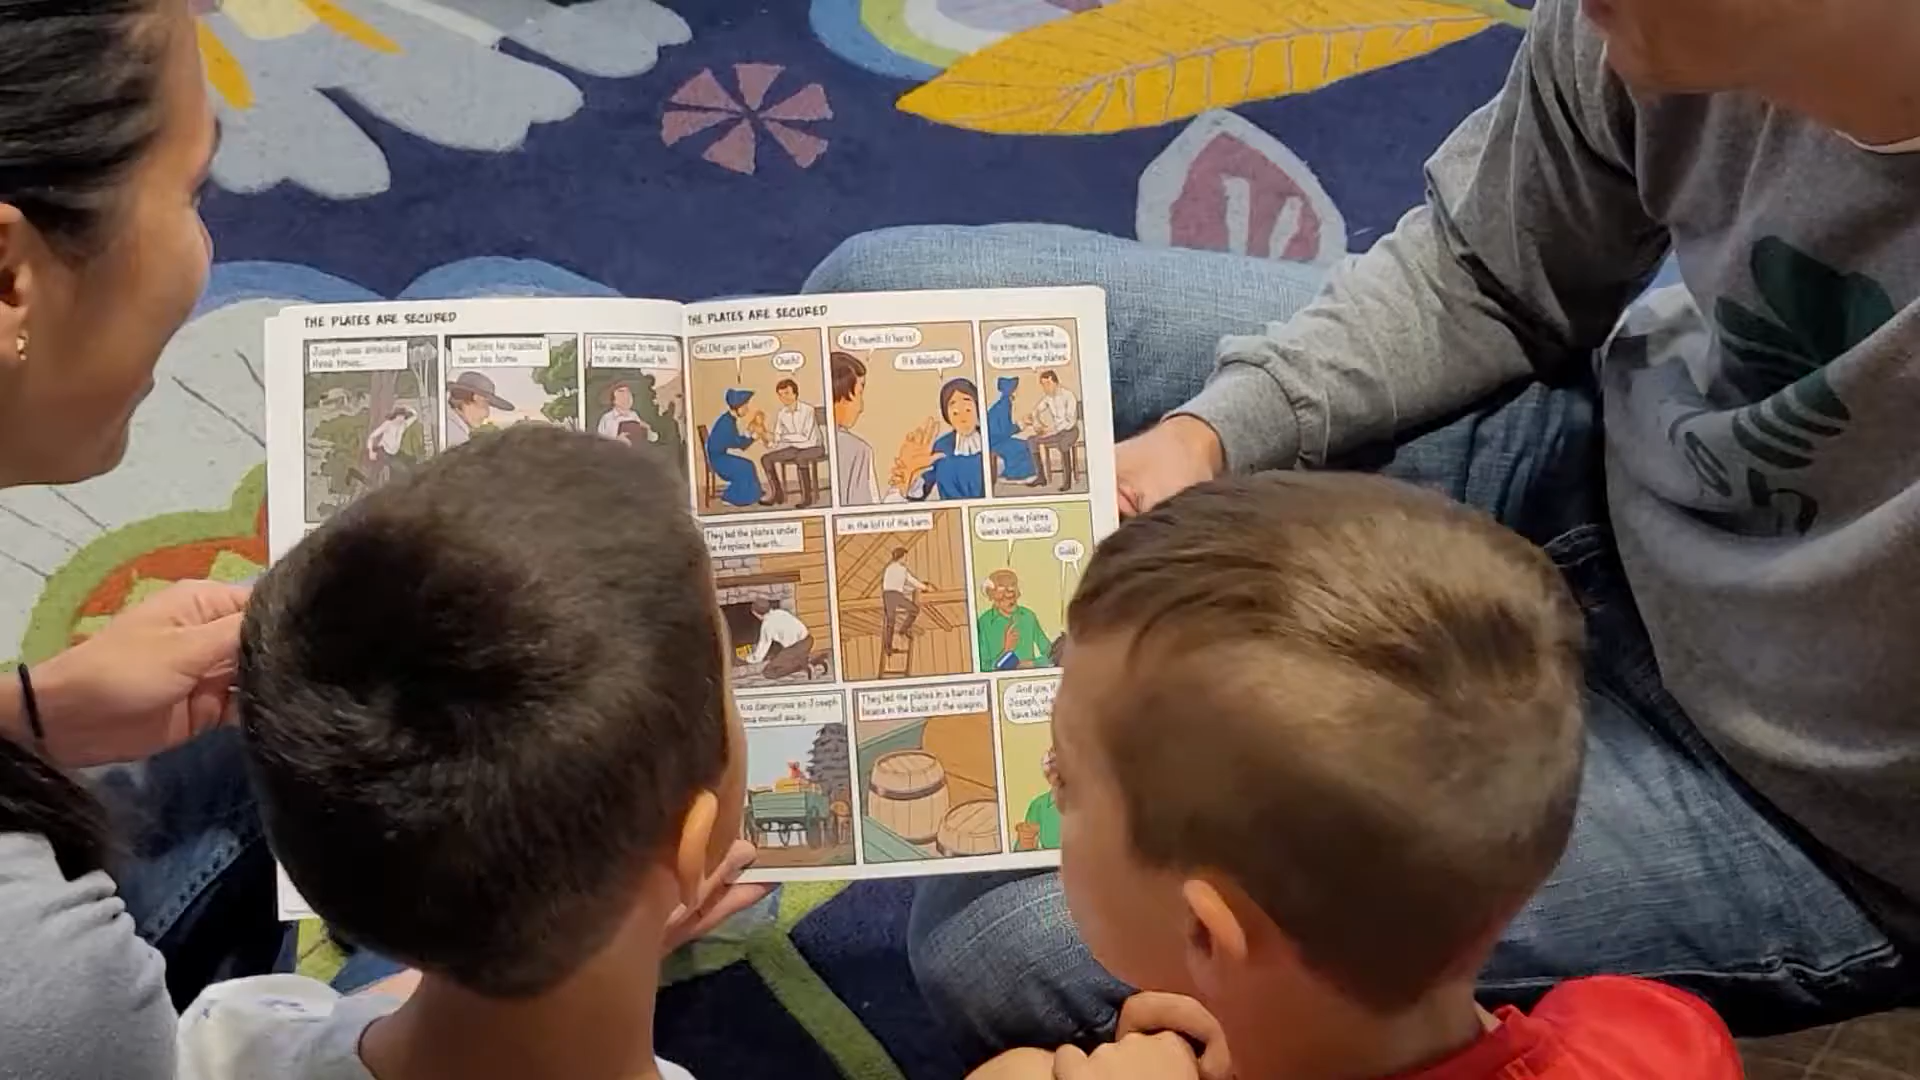 THE PLATES ARE SECURED
Joseph was attacked
three times...
... before he reached
near his home.
He wanted to make sure
no one followed him.
THE PLATES ARE SECURED
Oh! Did you get hurt?
Ouch!
My thumb. It hurts!
It's dislocated.
Someone tried
to stop me. We'll have
to protect the plates.
They hid the plates under
the fireplace hearth...
... in the loft of the barn.
You see, the plates
were valuable. Gold.
Gold!
too dangerous so Joseph
moved away.
They hid the plates in a barrel of
beans in the back of the wagon.
And you, if
Joseph,
have